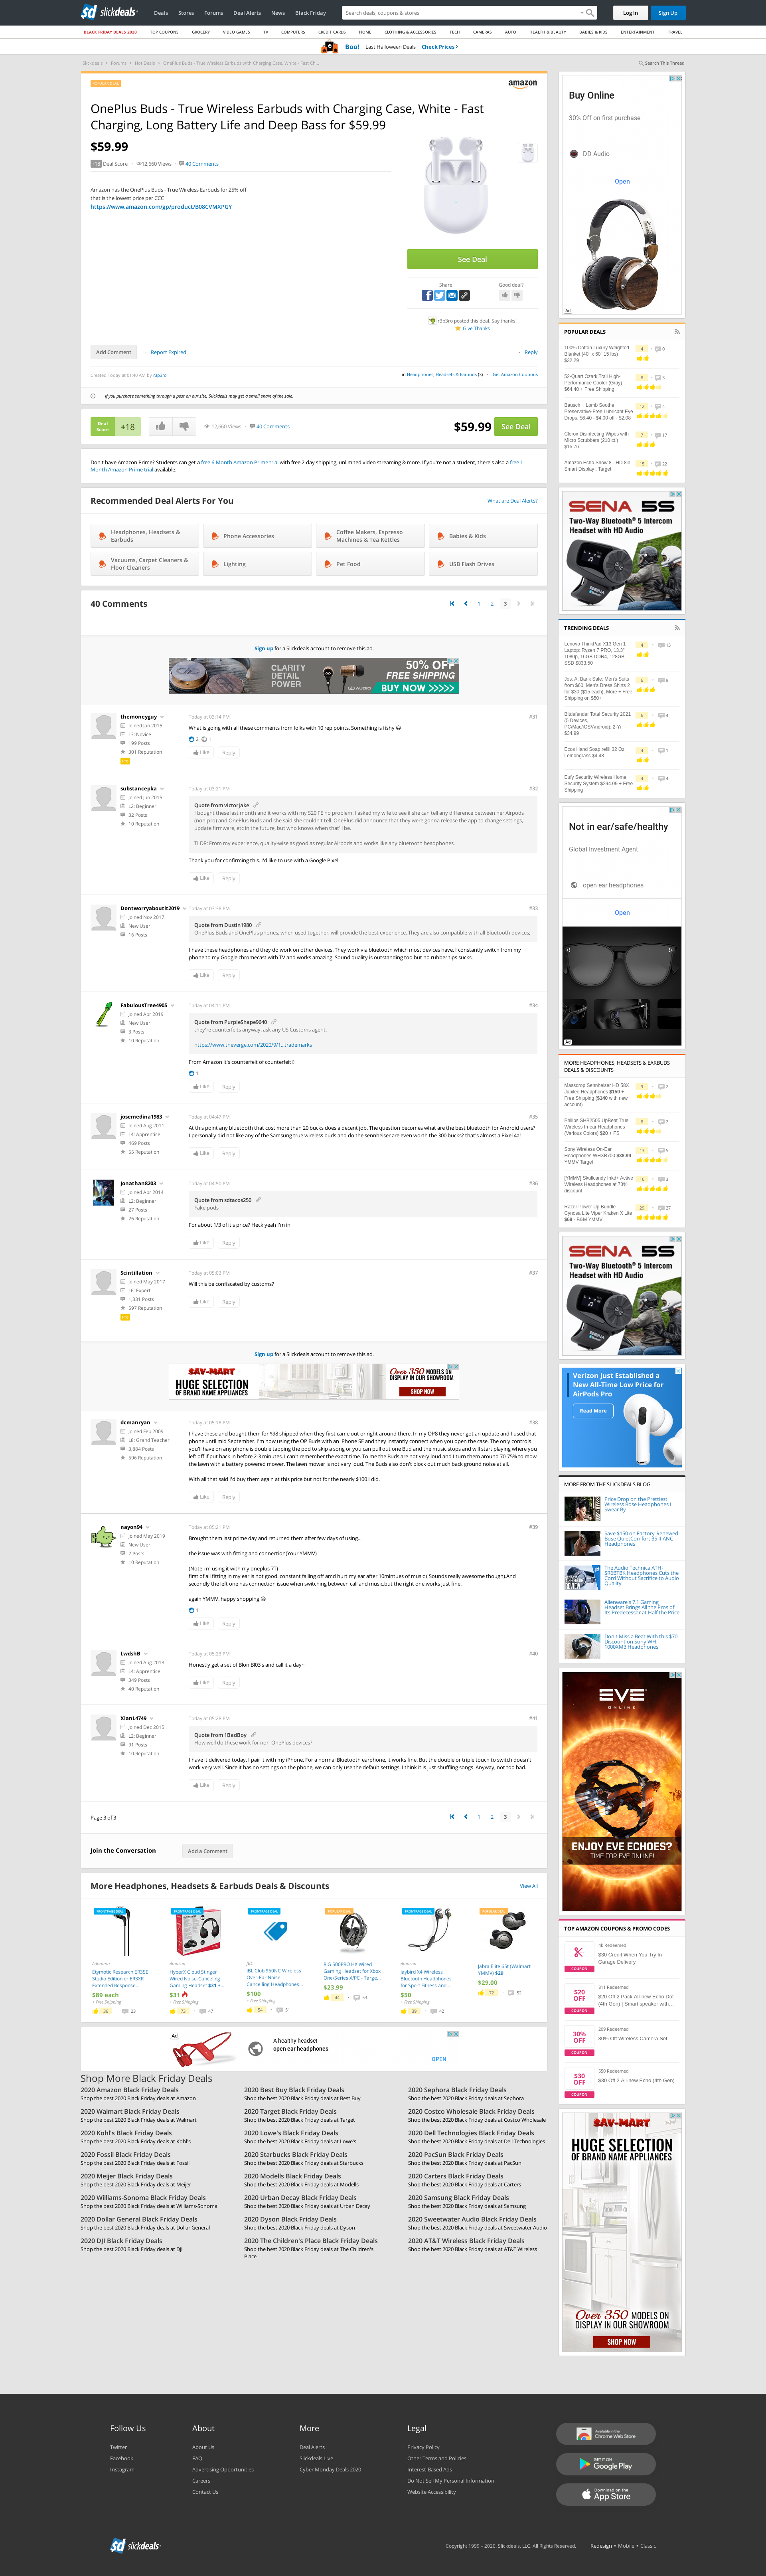 slickdeals
Deals Stores Forums Deal Alerts News Black Friday
Search deals, coupons & stores
Log In Sign Up
BLACK FRIDAY DEALS 2020 TOP COUPONS GROCERY VIDEO GAMES TV COMPUTERS CREDIT CARDS HOME CLOTHING & ACCESSORIES TECH CAMERAS AUTO HEALTH & BEAUTY BABIES & KIDS ENTERTAINMENT TRAVEL
Boo! Last Halloween Deals Check Prices
Slickdeals Forums Hot Deals OnePlus Buds - True Wireless Earbuds with Charging Case, White - Fast Ch...
Search This Thread
amazon
OnePlus Buds - True Wireless Earbuds with Charging Case, White - Fast
Charging, Long Battery Life and Deep Bass for $59.99
$59.99
+18 Deal Score 12,660 Views 40 Comments
Amazon has the OnePlus Buds - True Wireless Earbuds for 25% off
that is the lowest price per CCC
https://www.amazon.com/gp/product/B08CVMXPGY
See Deal
Share Good deal?
r3p3ro posted this deal. Say thanks!
Give Thanks
Add Comment Report Expired Reply
Created Today at 01:40 AM by r3p3ro
in Headphones, Headsets & Earbuds (3) Get Amazon Coupons
If you purchase something through a post on our site, Slickdeals may get a small share of the sale.
Deal
Score
+18
12,660 Views 40 Comments
$59.99 See Deal
Don't have Amazon Prime? Students can get a free 6-Month Amazon Prime trial with free 2-day shipping, unlimited video streaming & more. If you're not a student, there's also a free 1-
Month Amazon Prime trial available.
Recommended Deal Alerts For You
What are Deal Alerts?
Headphones, Headsets &
Earbuds
Phone Accessories
Coffee Makers, Espresso
Machines & Tea Kettles
Babies & Kids
Vacuums, Carpet Cleaners &
Floor Cleaners
Lighting
Pet Food
USB Flash Drives
40 Comments
1 2 3
Sign up for a Slickdeals account to remove this ad.
CLARITY
DETAIL
POWER
50% OFF
FREE SHIPPING
BUY NOW >>>>
themoneyguy
Joined Jan 2015
L3: Novice
199 Posts
301 Reputation
Pro
Today at 03:14 PM
#31
What is going with all these comments from folks with 10 rep points. Something is fishy
2 1
Like Reply
substancepka
Joined Jun 2015
L2: Beginner
32 Posts
10 Reputation
Today at 03:21 PM
#32
Quote from victorjake
I bought these last month and it works with my S20 FE no problem. I asked my wife to see if she can tell any difference between her Airpods
(non-pro) and OnePlus Buds and she said she couldn't tell. OnePlus did announce that they were gonna release the app to change settings,
update firmware, etc in the future, but who knows when that'll be.
TLDR: From my experience, quality-wise as good as regular Airpods and works like any bluetooth headphones.
Thank you for confirming this. I'd like to use with a Google Pixel
Like Reply
Dontworryaboutit2019
Joined Nov 2017
New User
16 Posts
Today at 03:38 PM
#33
Quote from Dustin1980
OnePlus Buds and OnePlus phones, when used together, will provide the best experience. They are also compatible with all Bluetooth devices;
I have these headphones and they do work on other devices. They work via bluetooth which most devices have. I constantly switch from my
phone to my Google chromecast with TV and works amazing. Sound quality is outstanding too but no rubber tips sucks.
Like Reply
FabulousTree4905
Joined Apr 2019
New User
3 Posts
10 Reputation
Today at 04:11 PM
#34
Quote from PurpleShape9640
they're counterfeits anyway, ask any US Customs agent.
https://www.theverge.com/2020/9/1...trademarks
From Amazon it's counterfeit of counterfeit
1
Like Reply
josemedina1983
Joined Aug 2011
L4: Apprentice
469 Posts
55 Reputation
Today at 04:47 PM
#35
At this point any bluetooth that cost more than 20 bucks does a decent job. The question becomes what are the best bluetooth for android users?
I personally did not like any of the Samsung true wireless buds and do the sennheiser are even worth the 300 bucks? that's almost a Pixel 4a!
Like Reply
Jonathan8203
Joined Apr 2014
L2: Beginner
27 Posts
26 Reputation
Today at 04:50 PM
#36
Quote from sdtacos250
Fake pods
For about 1/3 of it's price? Heck yeah I'm in
Like Reply
Scintillation
Joined May 2017
L6: Expert
1,331 Posts
597 Reputation
Pro
Today at 05:03 PM
#37
Will this be confiscated by customs?
Like Reply
Sign up for a Slickdeals account to remove this ad.
SAV-MART
HUGE SELECTION
OF BRAND NAME APPLIANCES
Over 350 MODELS ON
DISPLAY IN OUR SHOWROOM
SHOP NOW
dcmanryan
Joined Feb 2009
L8: Grand Teacher
3,884 Posts
596 Reputation
Today at 05:18 PM
#38
I have these and bought them for $98 shipped when they first came our or right around there. In my OP8 they never got an update and I used that
phone until mid September. I'm now using the OP Buds with an iPhone SE and they instantly connect with no issues at all. Per the controls
you'll have on any phone it is double tapping to change a song or you can pull out one of the Buds and the music stops and will start playing where you
left off if you put it back in before 2-3 minutes, I can't remember the exact time. To me the Buds are not very loud and I turn them around 70-75% to mow
the lawn with a battery powered mower. The lawn mower is not very loud. The Buds also don't block out much back ground noise at all.
With all that said I'd buy them again at this price but not for the nearly $100 I did.
Like Reply
nayon94
Joined May 2019
New User
7 Posts
10 Reputation
Today at 05:21 PM
#39
Brought them last prime day and returned them after few days of using...
the issue was with fitting and connection(Your YMMV)
(Note i m using it with my oneplus 7T)
For me fitting was not good. constant falling off and hurt my ear after 10mtiues of music ( Sounds really awesome though).And
secondly the left one has connection issue when switching between call and music,but the right one works just fine.
again YMMV. happy shopping
1
Like Reply
LwdshB
Joined Aug 2013
L4: Apprentice
349 Posts
40 Reputation
Today at 05:23 PM
#40
Honestly get a set of Blon Bl03's and call it a day~
Like Reply
XianL4749
Joined Dec 2015
L2: Beginner
91 Posts
10 Reputation
Today at 05:28 PM
#41
Quote from 1BadBoy
How well do these work for non-OnePlus devices?
I have it delivered today. I pair it with my iPhone. For a normal Bluetooth earphone, it works fine. But the double or triple touch to switch doesn't
work very well. Since it has no settings on the phone, we can only use the default settings. I think it is just shuffling songs. Anyway, not too bad.
Like Reply
Page 3 of 3
1 2 3
Join the Conversation
Add a Comment
More Headphones, Headsets & Earbuds Deals & Discounts
View All
Etymotic Research ER3SE
Studio Edition or ER3XR
Extended Response...
$89 each
+ Free Shipping
HyperX Cloud Stinger
Wired Noise-Canceling
Gaming Headset $31 +...
$31
+ Free Shipping
JBL Club 950NC Wireless
Over-Ear Noise
Cancelling Headphones...
$100
+ Free Shipping
RIG 500PRO HX Wired
Gaming Headset for Xbox
One/Series X/PC - Targe...
$23.99
Jaybird X4 Wireless
Bluetooth Headphones
for Sport Fitness and...
$50
+ Free Shipping
Jabra Elite 65t (Walmart
YMMV) $29
$29.00
Ad
A healthy headset
open ear headphones
OPEN
Shop More Black Friday Deals
2020 Amazon Black Friday Deals
Shop the best 2020 Black Friday deals at Amazon
2020 Best Buy Black Friday Deals
Shop the best 2020 Black Friday deals at Best Buy
2020 Sephora Black Friday Deals
Shop the best 2020 Black Friday deals at Sephora
2020 Walmart Black Friday Deals
Shop the best 2020 Black Friday deals at Walmart
2020 Target Black Friday Deals
Shop the best 2020 Black Friday deals at Target
2020 Costco Wholesale Black Friday Deals
Shop the best 2020 Black Friday deals at Costco Wholesale
2020 Kohl's Black Friday Deals
Shop the best 2020 Black Friday deals at Kohl's
2020 Lowe's Black Friday Deals
Shop the best 2020 Black Friday deals at Lowe's
2020 Dell Technologies Black Friday Deals
Shop the best 2020 Black Friday deals at Dell Technologies
2020 Fossil Black Friday Deals
Shop the best 2020 Black Friday deals at Fossil
2020 Starbucks Black Friday Deals
Shop the best 2020 Black Friday deals at Starbucks
2020 PacSun Black Friday Deals
Shop the best 2020 Black Friday deals at PacSun
2020 Meijer Black Friday Deals
Shop the best 2020 Black Friday deals at Meijer
2020 Modells Black Friday Deals
Shop the best 2020 Black Friday deals at Modells
2020 Carters Black Friday Deals
Shop the best 2020 Black Friday deals at Carters
2020 Williams-Sonoma Black Friday Deals
Shop the best 2020 Black Friday deals at Williams-Sonoma
2020 Urban Decay Black Friday Deals
Shop the best 2020 Black Friday deals at Urban Decay
2020 Samsung Black Friday Deals
Shop the best 2020 Black Friday deals at Samsung
2020 Dollar General Black Friday Deals
Shop the best 2020 Black Friday deals at Dollar General
2020 Dyson Black Friday Deals
Shop the best 2020 Black Friday deals at Dyson
2020 Sweetwater Audio Black Friday Deals
Shop the best 2020 Black Friday deals at Sweetwater Audio
2020 DJI Black Friday Deals
Shop the best 2020 Black Friday deals at DJI
2020 The Children's Place Black Friday Deals
Shop the best 2020 Black Friday deals at The Children's
Place
2020 AT&T Wireless Black Friday Deals
Shop the best 2020 Black Friday deals at AT&T Wireless
Buy Online
30% Off on first purchase
DD Audio
Open
Ad
POPULAR DEALS
100% Cotton Luxury Weighted
Blanket (48" x 60",15 lbs)
$32.29
52-Quart Ozark Trail High-
Performance Cooler (Gray)
$64.40 + Free Shipping
Bausch + Lomb Soothe
Preservative-Free Lubricant Eye
Drops, $6.40 - $4.00 off - $2.08
Clorox Disinfecting Wipes with
Micro Scrubbers (210 ct.)
$15.76
Amazon Echo Show 8 - HD 8in
Smart Display : Target
SENA 5S
Two-Way Bluetooth® 5 Intercom
Headset with HD Audio
TRENDING DEALS
Lenovo ThinkPad X13 Gen 1
Laptop: Ryzen 7 PRO, 13.3"
1080p, 16GB DDR4, 128GB
SSD $833.50
Jos. A. Bank Sale: Men's Suits
from $60, Men's Dress Shirts 2
for $30 ($15 each), More + Free
Shipping on $50+
Bitdefender Total Security 2021
(5 Devices,
PC/Mac/iOS/Android): 2-Yr
$34.99
Ecos Hand Soap refill 32 Oz
Lemongrass $4.48
Eufy Security Wireless Home
Security System $284.09 + Free
Shipping
Not in ear/safe/healthy
Global Investment Agent
open ear headphones
Open
Ad
MORE HEADPHONES, HEADSETS & EARBUDS
DEALS & DISCOUNTS
Massdrop Sennheiser HD 58X
Jubilee Headphones $150 +
Free Shipping ($140 with new
account)
Philips SHB2505 UpBeat True
Wireless In-ear Headphones
(Various Colors) $20 + FS
Sony Wireless On-Ear
Headphones WHXB700 $38.99
YMMV Target
[YMMV] Skullcandy Indd+ Active
Wireless Headphones at 73%
discount
Razer Power Up Bundle –
Cynosa Lite Viper Kraken X Lite
$69 - B&M YMMV
SENA 5S
Two-Way Bluetooth® 5 Intercom
Headset with HD Audio
Verizon Just Established a
New All-Time Low Price for
AirPods Pro
Read More
MORE FROM THE SLICKDEALS BLOG
Price Drop on the Prettiest
Wireless Bose Headphones I
Swear By
Save $150 on Factory-Renewed
Bose QuietComfort 35 II ANC
Headphones
The Audio Technica ATH-
SR6BTBK Headphones Cuts the
Cord Without Sacrifice to Audio
Quality
Alienware's 7.1 Gaming
Headset Brings All the Pros of
Its Predecessor at Half the Price
Don't Miss a Beat With this $70
Discount on Sony WH-
1000XM3 Headphones
EVE
ONLINE
ENJOY EVE ECHOES?
TIME FOR EVE ONLINE!
TOP AMAZON COUPONS & PROMO CODES
COUPON
4k Redeemed
$30 Credit When You Try In-
Garage Delivery
$20
OFF
COUPON
811 Redeemed
$20 Off 2 Pack All-new Echo Dot
(4th Gen) | Smart speaker with...
30%
OFF
COUPON
209 Redeemed
30% Off Wireless Camera Set
$30
OFF
COUPON
550 Redeemed
$30 Off 2 All-new Echo (4th Gen)
SAV-MART
HUGE
SELECTION
OF BRAND NAME
APPLIANCES
Over 350 MODELS
ON DISPLAY IN
OUR SHOWROOM
SHOP NOW
Follow Us
Twitter
Facebook
Instagram
About
About Us
FAQ
Advertising Opportunities
Careers
Contact Us
More
Deal Alerts
Slickdeals Live
Cyber Monday Deals 2020
Legal
Privacy Policy
Other Terms and Policies
Interest-Based Ads
Do Not Sell My Personal Information
Website Accessibility
Available in the
Chrome Web Store
GET IT ON
Google Play
Download on the
App Store
slickdeals
Copyright 1999 - 2020. Slickdeals, LLC. All Rights Reserved. Redesign • Mobile • Classic